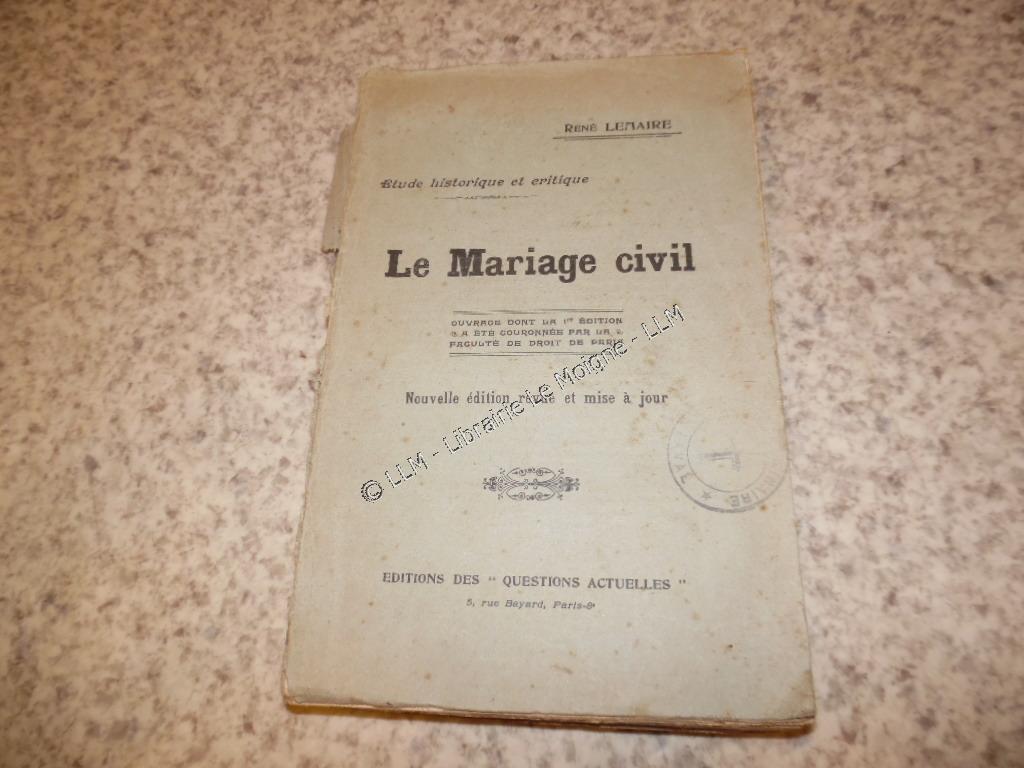 René LEMAIRE
Etude historique et critique
Le Mariage civil
OUVRAGE DONT LA 1re ÉDITION
A ÉTÉ COURONNÉE PAR LA
FACULTÉ DE DROIT DE PARIS
Nouvelle édition revue et mise à jour
© LLM - Librairie Le Moigne - LLM
EDITIONS DES " QUESTIONS ACTUELLES "
5, rue Bayard, Paris-8e